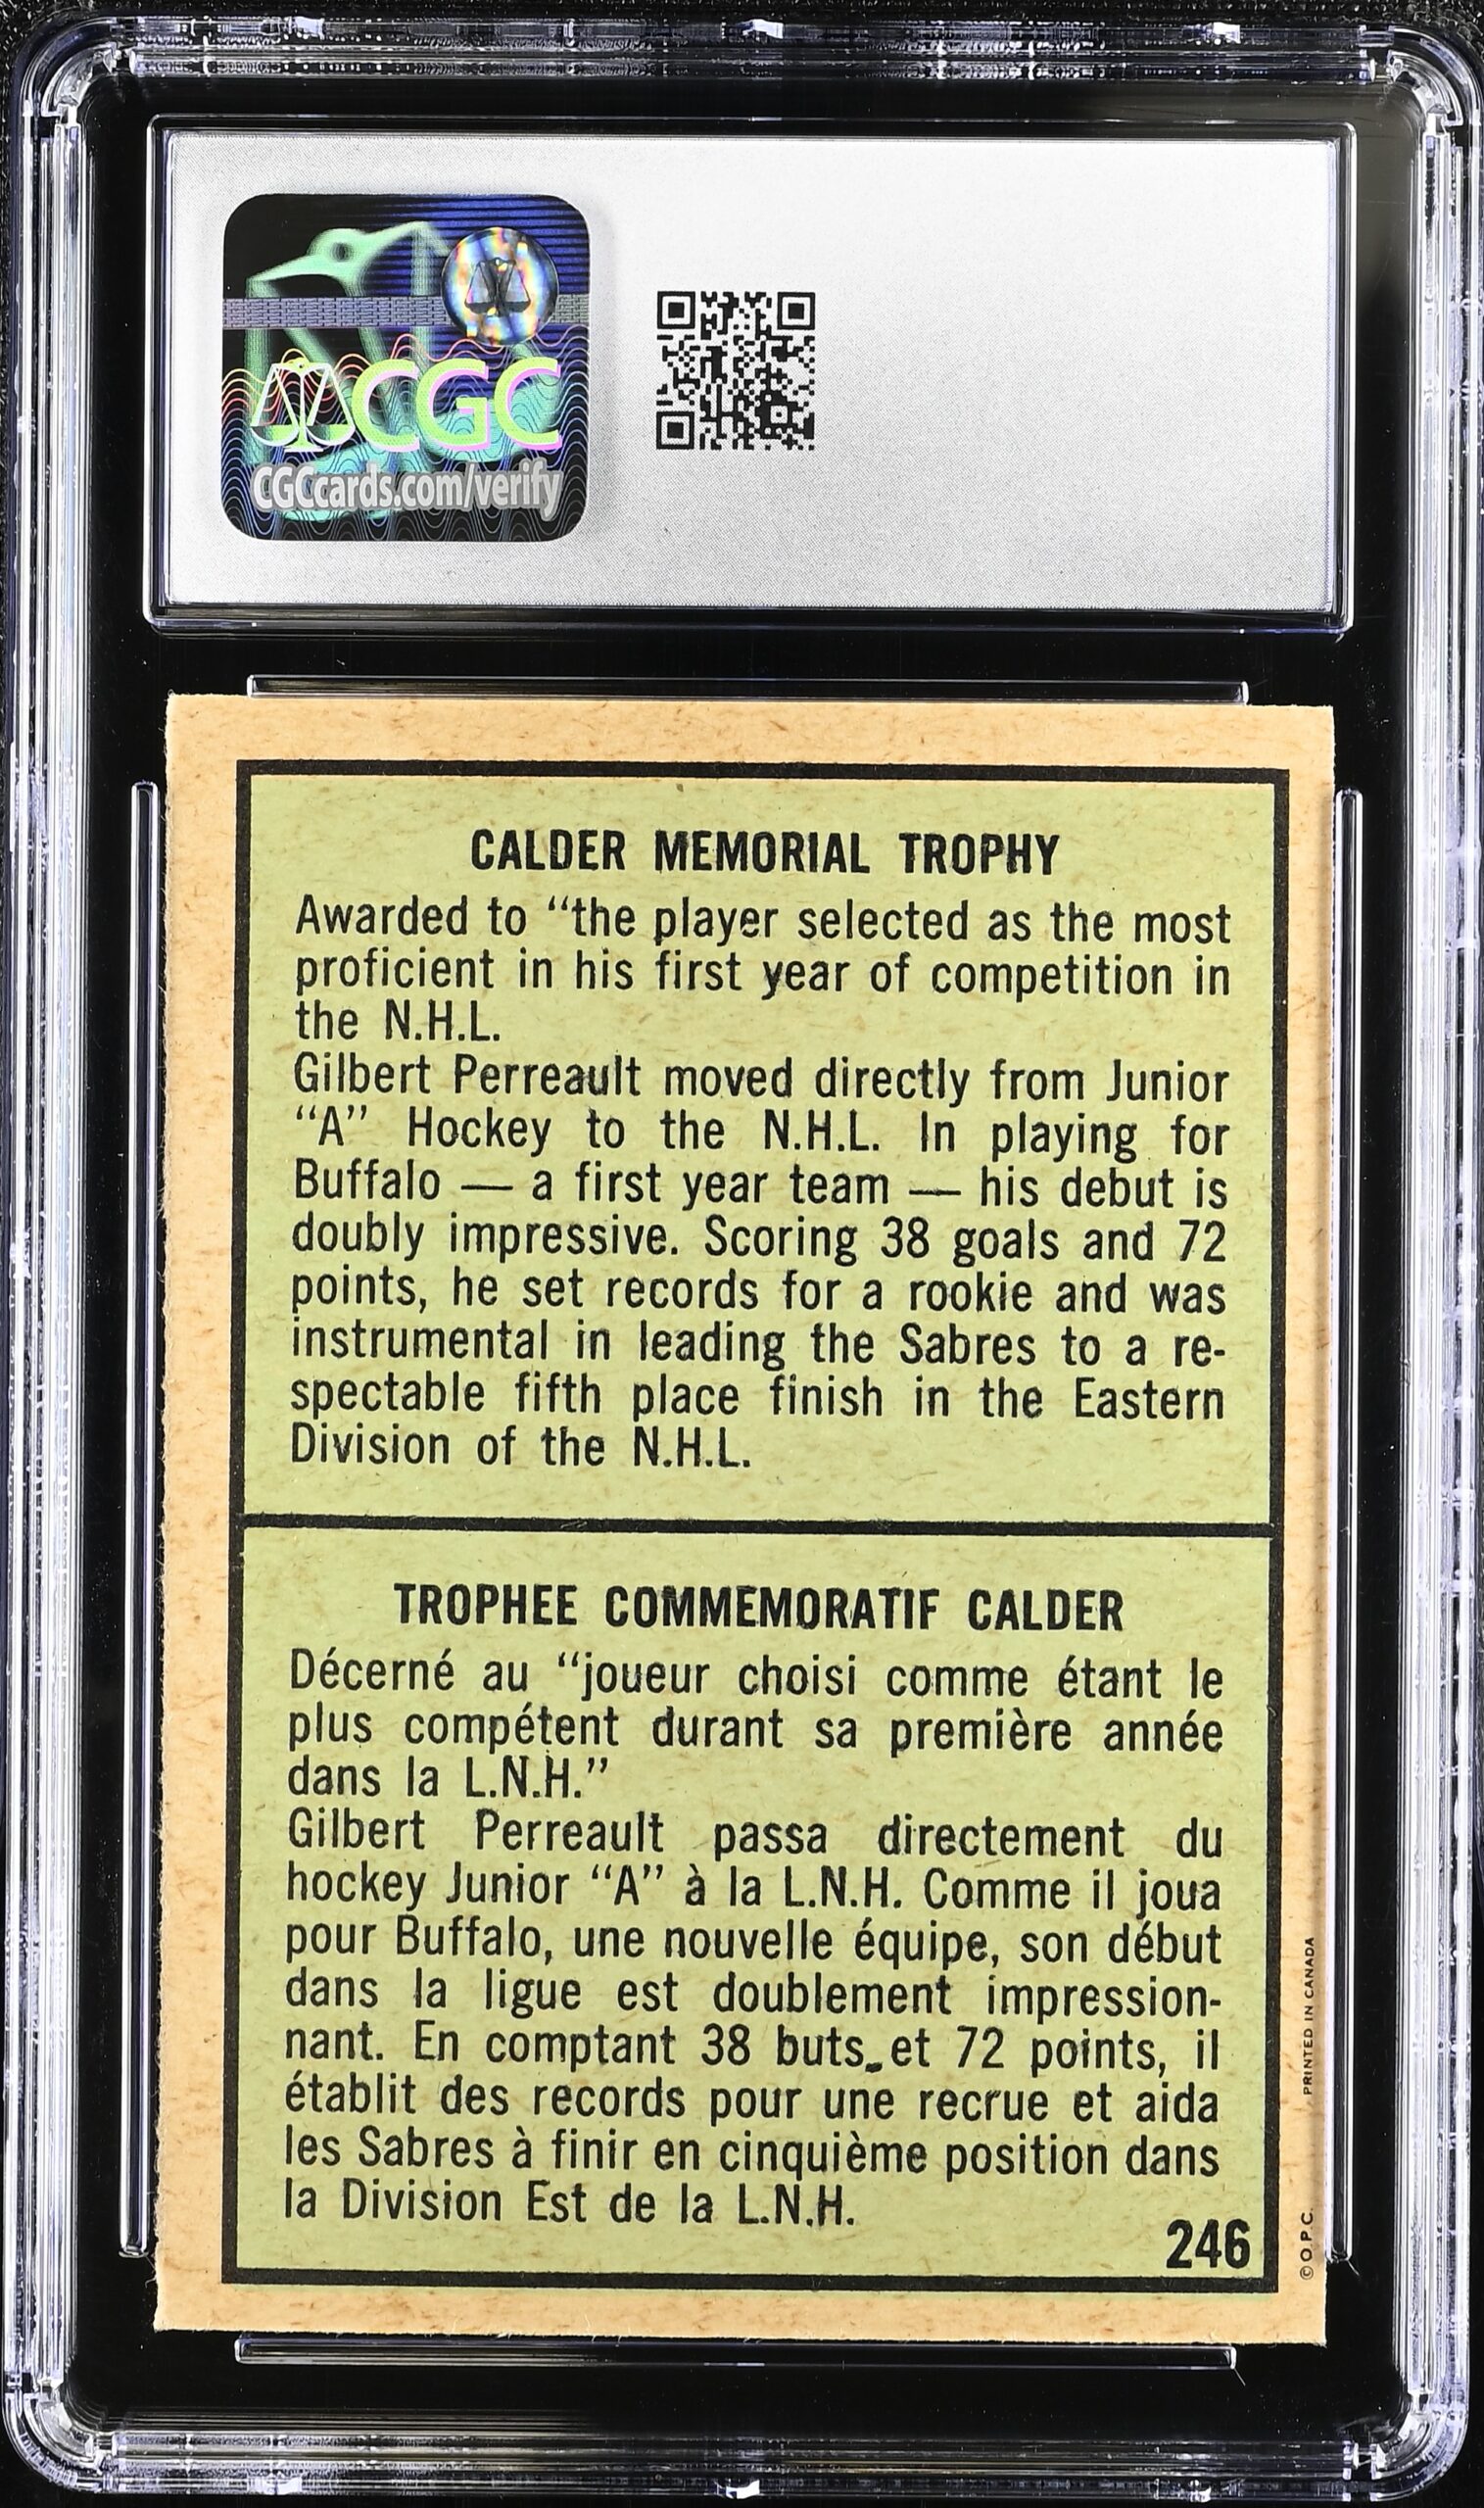 CGC
CGCcards.com/verify
CALDER MEMORIAL TROPHY
Awarded to “the player selected as the most
proficient in his first year of competition in
the N.H.L.
Gilbert Perreault moved directly from Junior
“A” Hockey to the N.H.L. In playing for
Buffalo — a first year team — his debut is
doubly impressive. Scoring 38 goals and 72
points, he set records for a rookie and was
instrumental in leading the Sabres to a re-
spectable fifth place finish in the Eastern
Division of the N.H.L.
TROPHEE COMMEMORATIF CALDER
Décerné au “joueur choisi comme étant le
plus compétent durant sa première année
dans la L.N.H.”
Gilbert Perreault passa directement du
hockey Junior “A” à la L.N.H. Comme il joua
pour Buffalo, une nouvelle équipe, son début
dans la ligue est doublement impression-
nant. En comptant 38 buts et 72 points, il
établit des records pour une recrue et aida
les Sabres à finir en cinquième position dans
la Division Est de la L.N.H.
246
© O.P.C. PRINTED IN CANADA